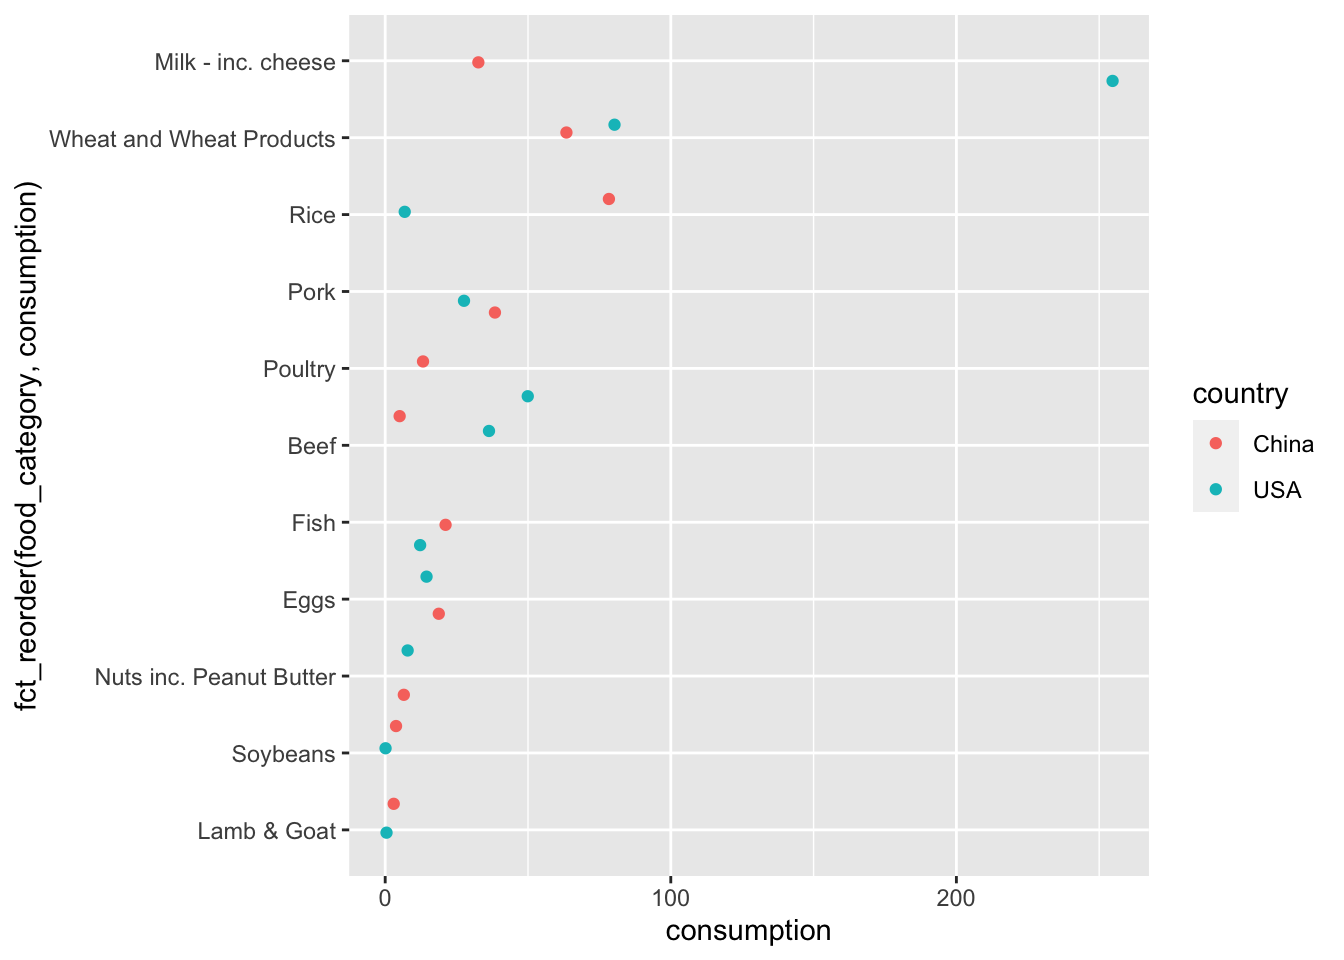 fct_reorder(food_category, consumption)
Milk - inc. cheese
Wheat and Wheat Products
Rice
Pork
Poultry
Beef
Fish
Eggs
Nuts inc. Peanut Butter
Soybeans
Lamb & Goat
0 100 200
consumption
country
China
USA